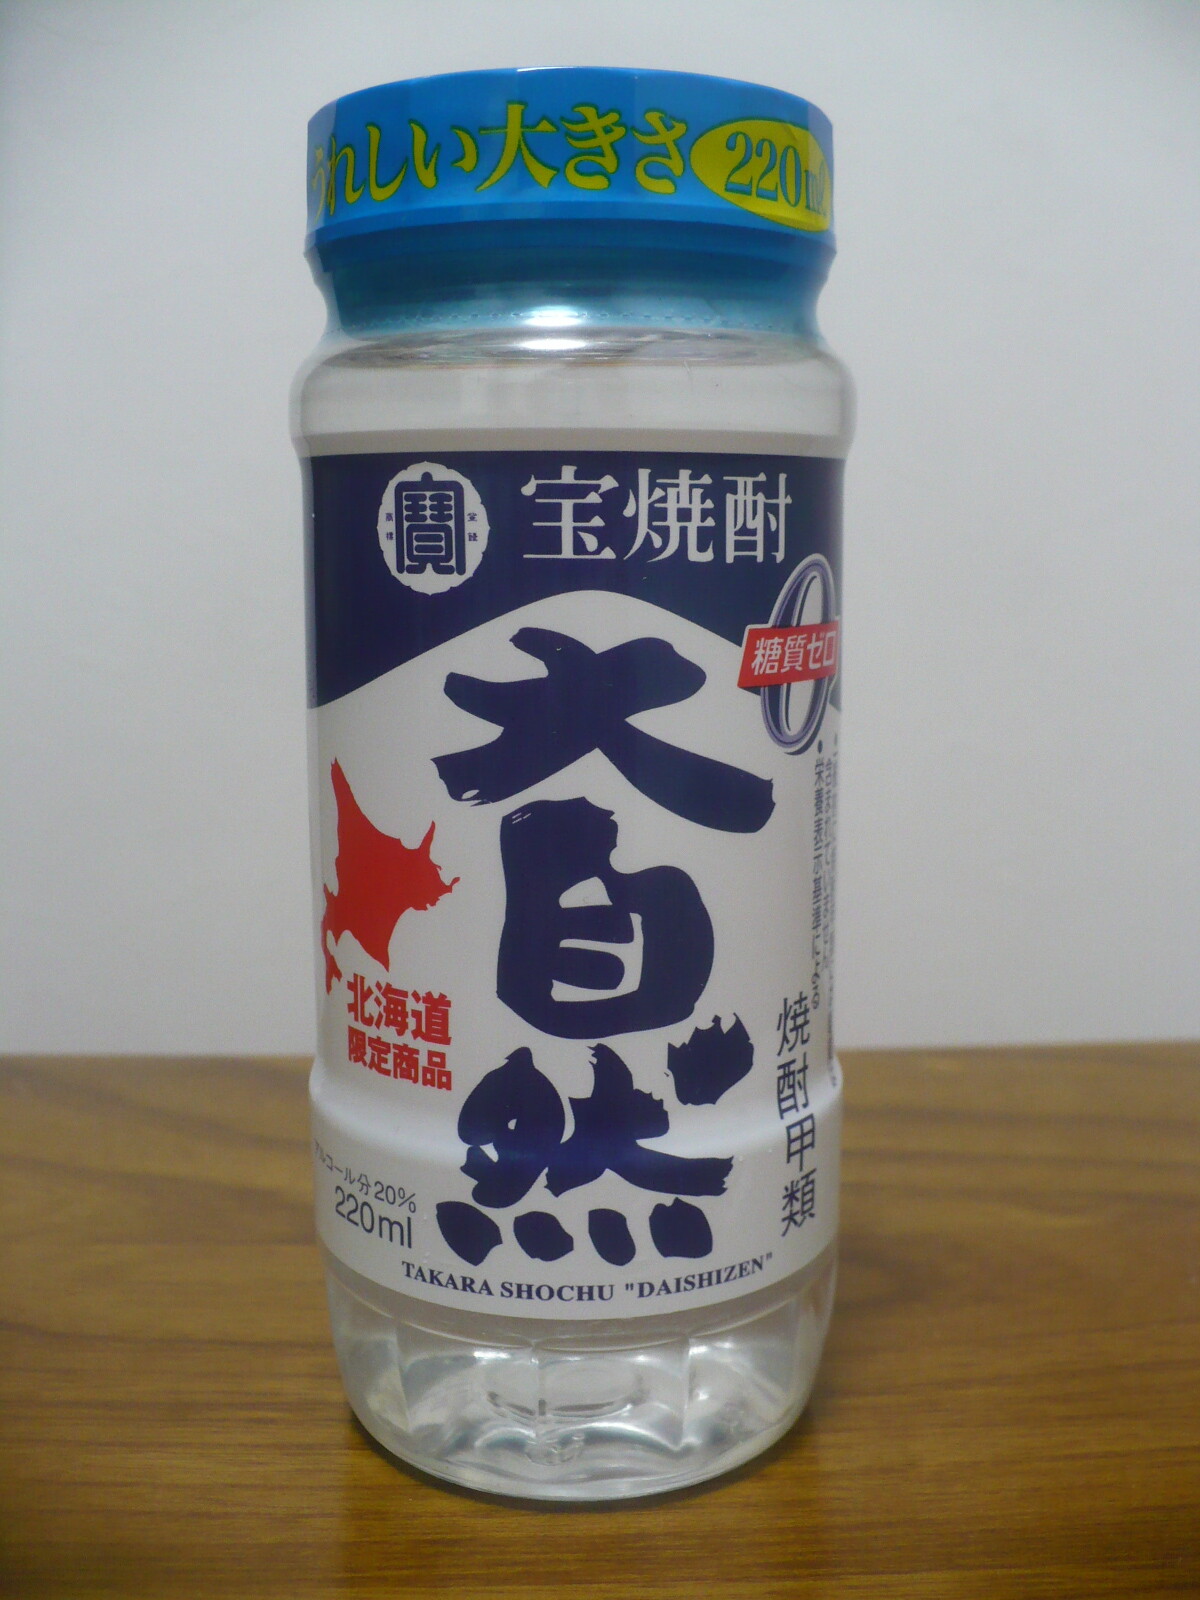 うれしい大きさ 220ml
寳
宝焼酎
糖質ゼロ
0
大自然
北海道
限定商品
焼酎甲類
アルコール分20%
220ml
TAKARA SHOCHU "DAISHIZEN"